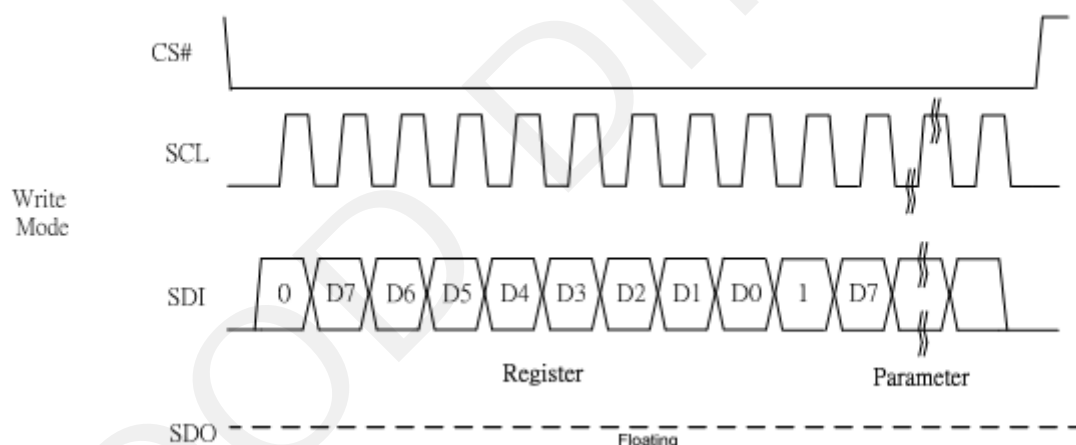 CS#
SCL
Write
Mode
SDI 0 D7 D6 D5 D4 D3 D2 D1 D0 1 D7
Register Parameter
SDO Floating